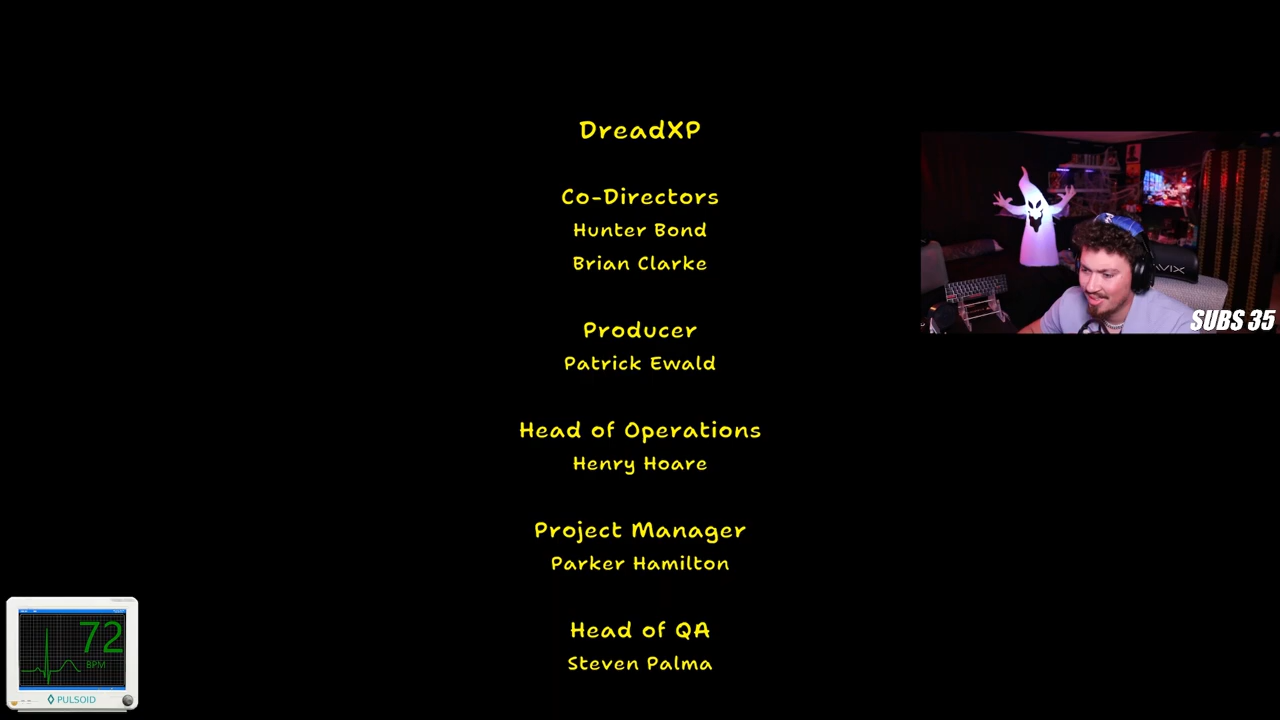 DreadXP
Co-Directors
Hunter Bond
Brian Clarke
Producer
Patrick Ewald
Head of Operations
Henry Hoare
Project Manager
Parker Hamilton
Head of QA
Steven Palma
SUBS 35
72
BPM
PULSOID